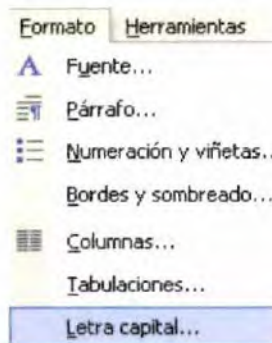 Formato Herramientas
Fuente...
Párrafo...
Numeración y viñetas..
Bordes y sombreado...
Columnas...
Tabulaciones...
Letra capital...